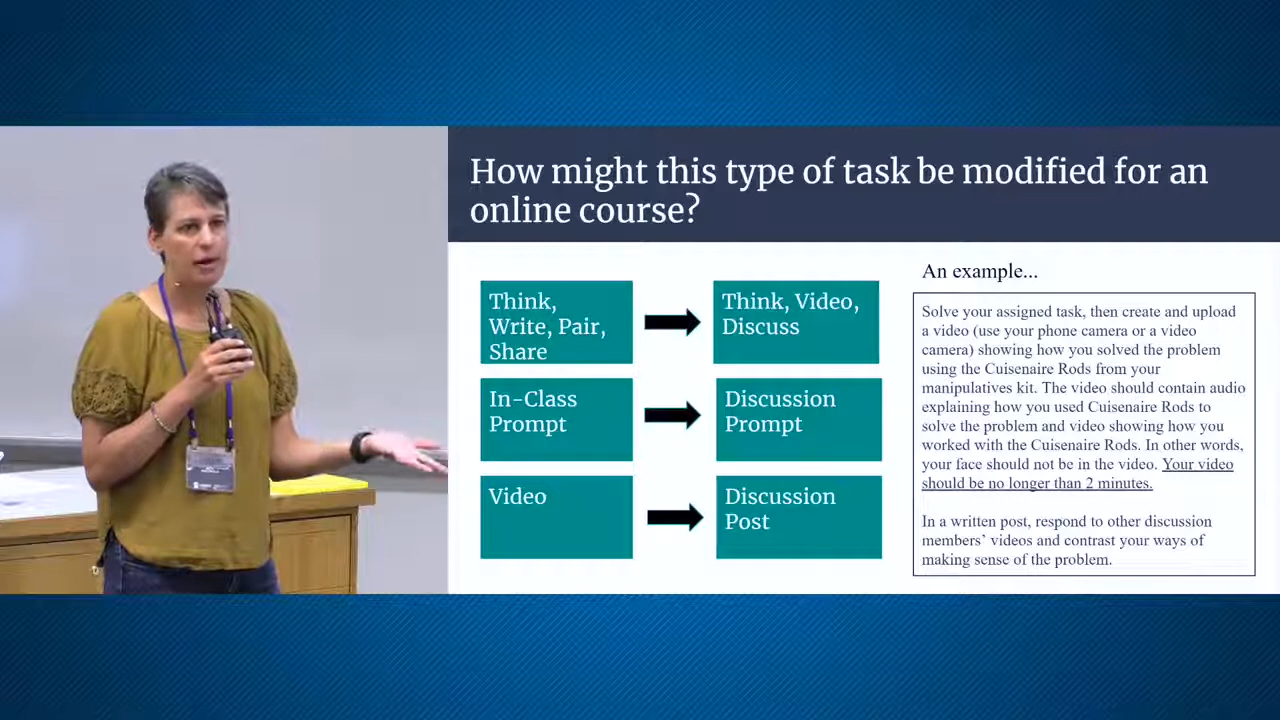 How might this type of task be modified for an
online course?
An example...
Think,
Write, Pair,
Share
Think, Video,
Discuss
In-Class
Prompt
Discussion
Prompt
Video
Discussion
Post
Solve your assigned task, then create and upload
a video (use your phone camera or a video
camera) showing how you solved the problem
using the Cuisenaire Rods from your
manipulatives kit. The video should contain audio
explaining how you used Cuisenaire Rods to
solve the problem and video showing how you
worked with the Cuisenaire Rods. In other words,
your face should not be in the video. Your video
should be no longer than 2 minutes.
In a written post, respond to other discussion
members’ videos and contrast your ways of
making sense of the problem.